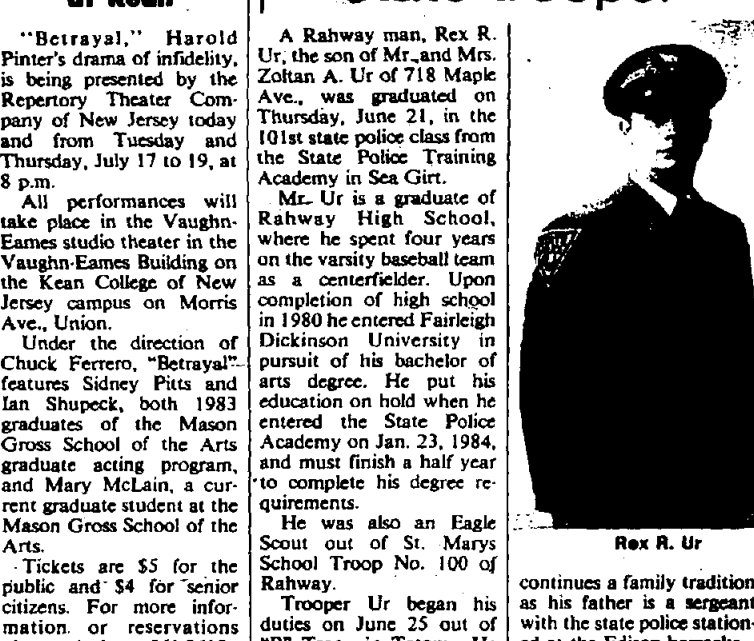 "Betrayal," Harold
Pinter's drama of infidelity,
is being presented by the
Repertory Theater Com-
pany of New Jersey today
and from Tuesday and
Thursday, July 17 to 19, at
8 p.m.
All performances will
take place in the Vaughn-
Eames studio theater in the
Vaughn-Eames Building on
the Kean College of New
Jersey campus on Morris
Ave., Union.
Under the direction of
Chuck Ferrero, "Betrayal"
features Sidney Pitts and
Ian Shupeck, both 1983
graduates of the Mason
Gross School of the Arts
graduate acting program,
and Mary McLain, a cur-
rent graduate student at the
Mason Gross School of the
Arts.
Tickets are $5 for the
public and $4 for senior
citizens. For more infor-
mation or reservations
A Rahway man, Rex R.
Ur, the son of Mr. and Mrs.
Zoltan A. Ur of 718 Maple
Ave., was graduated on
Thursday, June 21, in the
101st state police class from
the State Police Training
Academy in Sea Girt.
Mr. Ur is a graduate of
Rahway High School,
where he spent four years
on the varsity baseball team
as a centerfielder. Upon
completion of high school
in 1980 he entered Fairleigh
Dickinson University in
pursuit of his bachelor of
arts degree. He put his
education on hold when he
entered the State Police
Academy on Jan. 23, 1984,
and must finish a half year
to complete his degree re-
quirements.
He was also an Eagle
Scout out of St. Marys
School Troop No. 100 of
Rahway.
Trooper Ur began his
duties on June 25 out of
Rex R. Ur
continues a family tradition
as his father is a sergeant
with the state police station-